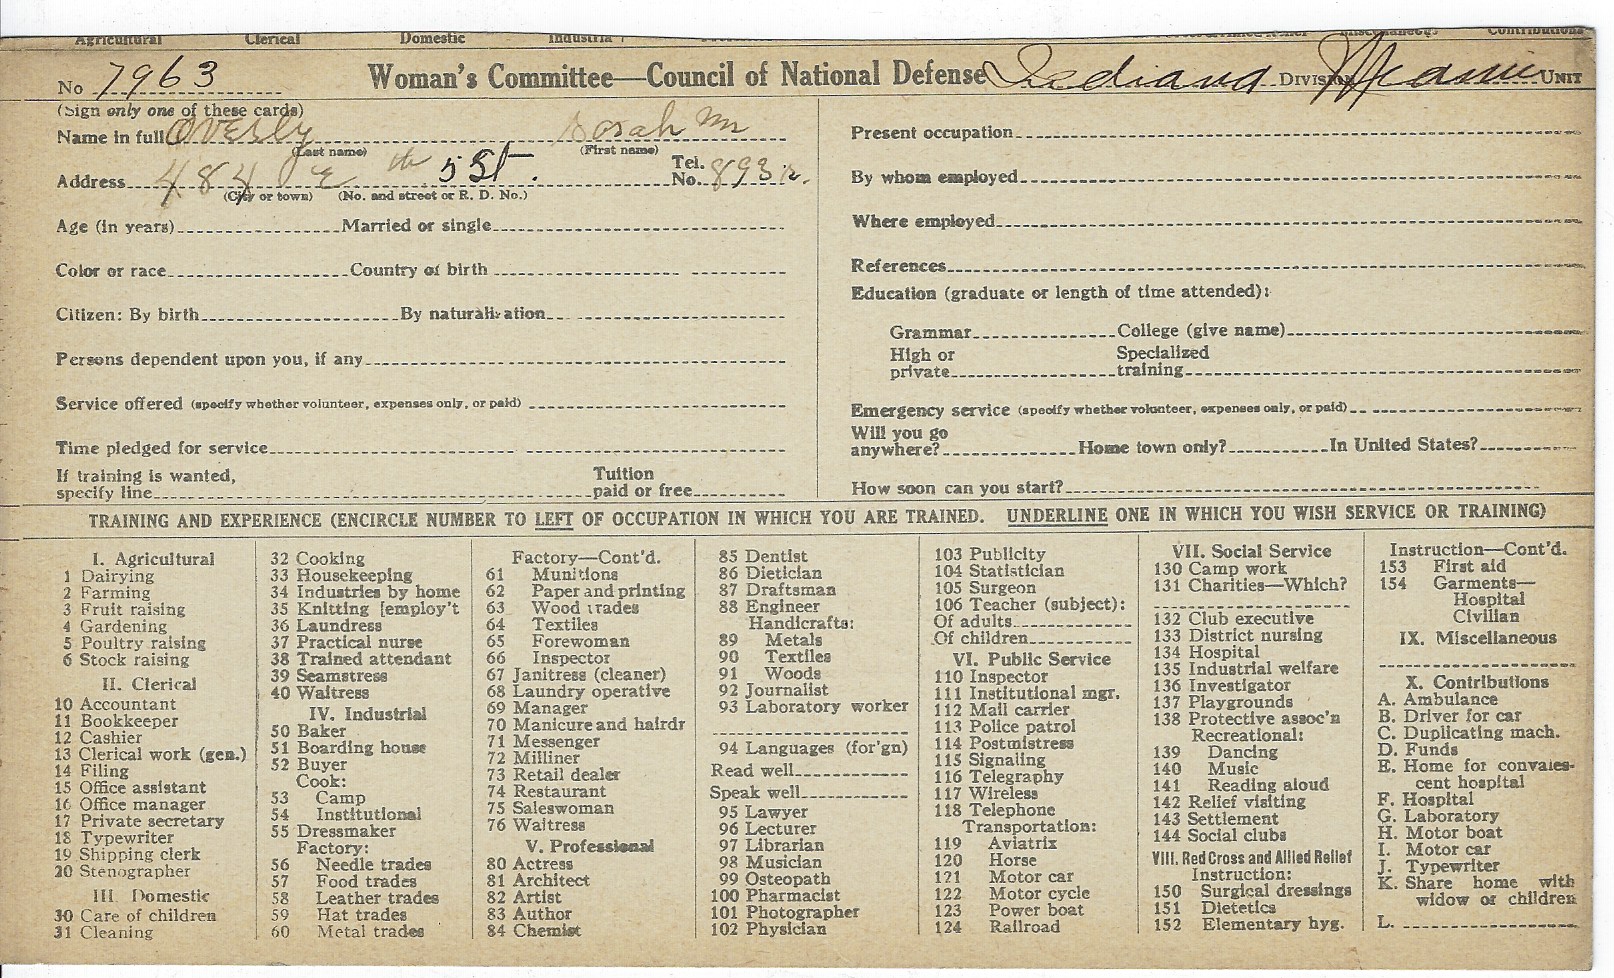 Agricultural Clerical Domestic Industrial Miscellaneous Contributions
No 7963 Woman's Committee—Council of National Defense Indiana DIVISION Miami UNIT
(Sign only one of these cards)
Name in full Overly Sarah M
(Last name) (First name)
Address 484 E 5th St. Tel. No. 893
(City or town) (No. and street or R. D. No.)
Age (in years) Married or single
Color or race Country of birth
Citizen: By birth By naturalization
Persons dependent upon you, if any
Service offered (specify whether volunteer, expenses only, or paid)
Time pledged for service
If training is wanted, specify line Tuition paid or free
Present occupation
By whom employed
Where employed
References
Education (graduate or length of time attended):
Grammar College (give name)
High or private Specialized training
Emergency service (specify whether volunteer, expenses only, or paid)
Will you go anywhere? Home town only? In United States?
How soon can you start?
TRAINING AND EXPERIENCE (ENCIRCLE NUMBER TO LEFT OF OCCUPATION IN WHICH YOU ARE TRAINED. UNDERLINE ONE IN WHICH YOU WISH SERVICE OR TRAINING)
I. Agricultural
1 Dairying
2 Farming
3 Fruit raising
4 Gardening
5 Poultry raising
6 Stock raising
II. Clerical
10 Accountant
11 Bookkeeper
12 Cashier
13 Clerical work (gen.)
14 Filing
15 Office assistant
16 Office manager
17 Private secretary
18 Typewriter
19 Shipping clerk
20 Stenographer
III. Domestic
30 Care of children
31 Cleaning
32 Cooking
33 Housekeeping
34 Industries by home
35 Knitting [employ't
36 Laundress
37 Practical nurse
38 Trained attendant
39 Seamstress
40 Waitress
IV. Industrial
50 Baker
51 Boarding house
52 Buyer
Cook:
53 Camp
54 Institutional
55 Dressmaker
Factory:
56 Needle trades
57 Food trades
58 Leather trades
59 Hat trades
60 Metal trades
Factory—Cont'd.
61 Munitions
62 Paper and printing
63 Wood trades
64 Textiles
65 Forewoman
66 Inspector
67 Janitress (cleaner)
68 Laundry operative
69 Manager
70 Manicure and hairdr
71 Messenger
72 Milliner
73 Retail dealer
74 Restaurant
75 Saleswoman
76 Waitress
V. Professional
80 Actress
81 Architect
82 Artist
83 Author
84 Chemist
85 Dentist
86 Dietician
87 Draftsman
88 Engineer
Handicrafts:
89 Metals
90 Textiles
91 Woods
92 Journalist
93 Laboratory worker
94 Languages (for'gn)
Read well
Speak well
95 Lawyer
96 Lecturer
97 Librarian
98 Musician
99 Osteopath
100 Pharmacist
101 Photographer
102 Physician
103 Publicity
104 Statistician
105 Surgeon
106 Teacher (subject):
Of adults
Of children
VI. Public Service
110 Inspector
111 Institutional mgr.
112 Mail carrier
113 Police patrol
114 Postmistress
115 Signaling
116 Telegraphy
117 Wireless
118 Telephone
Transportation:
119 Aviatrix
120 Horse
121 Motor car
122 Motor cycle
123 Power boat
124 Railroad
VII. Social Service
130 Camp work
131 Charities—Which?
132 Club executive
133 District nursing
134 Hospital
135 Industrial welfare
136 Investigator
137 Playgrounds
138 Protective assoc'n
Recreational:
139 Dancing
140 Music
141 Reading aloud
142 Relief visiting
143 Settlement
144 Social clubs
VIII. Red Cross and Allied Relief
Instruction:
150 Surgical dressings
151 Dietetics
152 Elementary hyg.
Instruction—Cont'd.
153 First aid
154 Garments—
Hospital
Civilian
IX. Miscellaneous
X. Contributions
A. Ambulance
B. Driver for car
C. Duplicating mach.
D. Funds
E. Home for convales-
cent hospital
F. Hospital
G. Laboratory
H. Motor boat
I. Motor car
J. Typewriter
K. Share home with
widow or children
L.